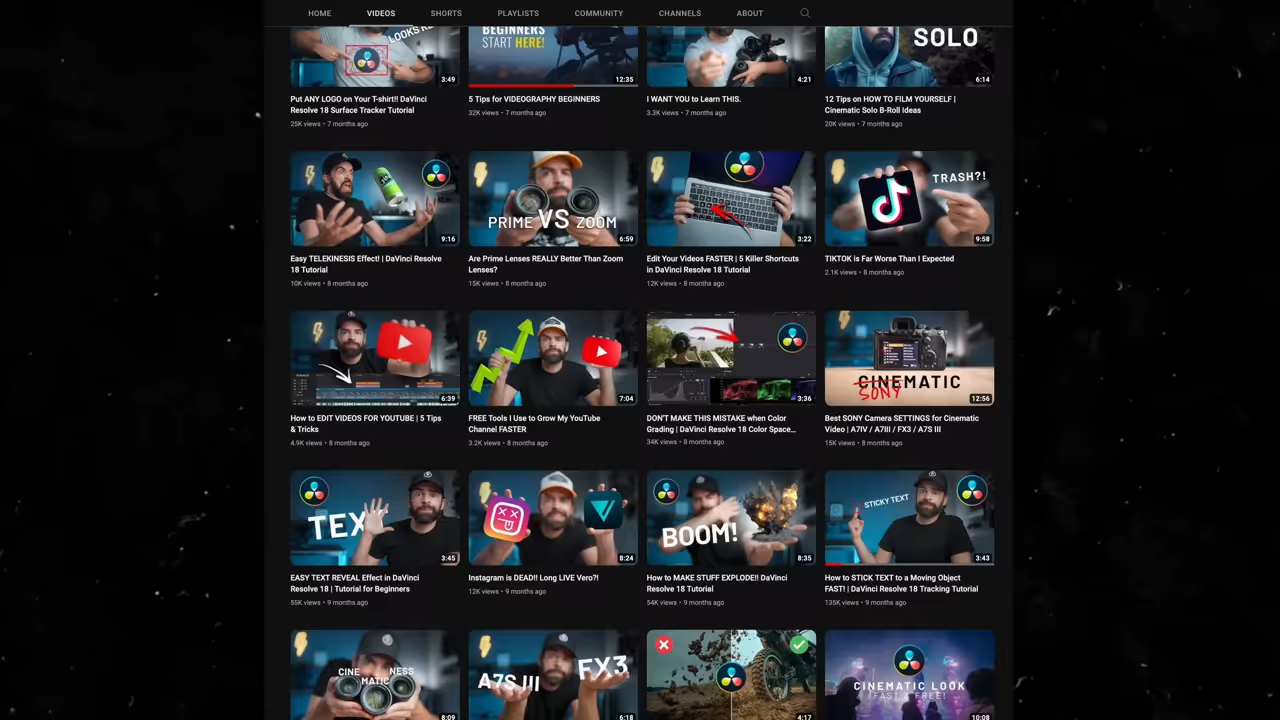 HOME VIDEOS SHORTS PLAYLISTS COMMUNITY CHANNELS ABOUT
BEGINNERS
START HERE!
SOLO
3:49
12:35
4:21
6:14
Put ANY LOGO on Your T-shirt!! DaVinci
Resolve 18 Surface Tracker Tutorial
25K views • 7 months ago
5 Tips for VIDEOGRAPHY BEGINNERS
32K views • 7 months ago
I WANT YOU to Learn THIS.
3.3K views • 7 months ago
12 Tips on HOW TO FILM YOURSELF |
Cinematic Solo B-Roll Ideas
20K views • 7 months ago
9:16
PRIME VS ZOOM
6:59
3:22
TRASH?!
9:58
Easy TELEKINESIS Effect! | DaVinci Resolve
18 Tutorial
10K views • 8 months ago
Are Prime Lenses REALLY Better Than Zoom
Lenses?
15K views • 8 months ago
Edit Your Videos FASTER | 5 Killer Shortcuts
in DaVinci Resolve 18 Tutorial
12K views • 8 months ago
TIKTOK is Far Worse Than I Expected
2.1K views • 8 months ago
6:39
7:04
3:36
CINEMATIC
SONY
12:56
How to EDIT VIDEOS FOR YOUTUBE | 5 Tips
& Tricks
4.9K views • 8 months ago
FREE Tools I Use to Grow My YouTube
Channel FASTER
3.2K views • 8 months ago
DON'T MAKE THIS MISTAKE when Color
Grading | DaVinci Resolve 18 Color Space...
34K views • 8 months ago
Best SONY Camera SETTINGS for Cinematic
Video | A7IV / A7III / FX3 / A7S III
15K views • 8 months ago
TEX
3:45
8:24
BOOM!
8:35
STICKY TEXT
3:43
EASY TEXT REVEAL Effect in DaVinci
Resolve 18 | Tutorial for Beginners
55K views • 9 months ago
Instagram is DEAD!! Long LIVE Vero?!
12K views • 9 months ago
How to MAKE STUFF EXPLODE!! DaVinci
Resolve 18 Tutorial
54K views • 9 months ago
How to STICK TEXT to a Moving Object
FAST! | DaVinci Resolve 18 Tracking Tutorial
135K views • 9 months ago
CINE MATIC NESS
8:09
A7S III FX3
6:18
4:17
CINEMATIC LOOK
FAST & FREE!
10:08